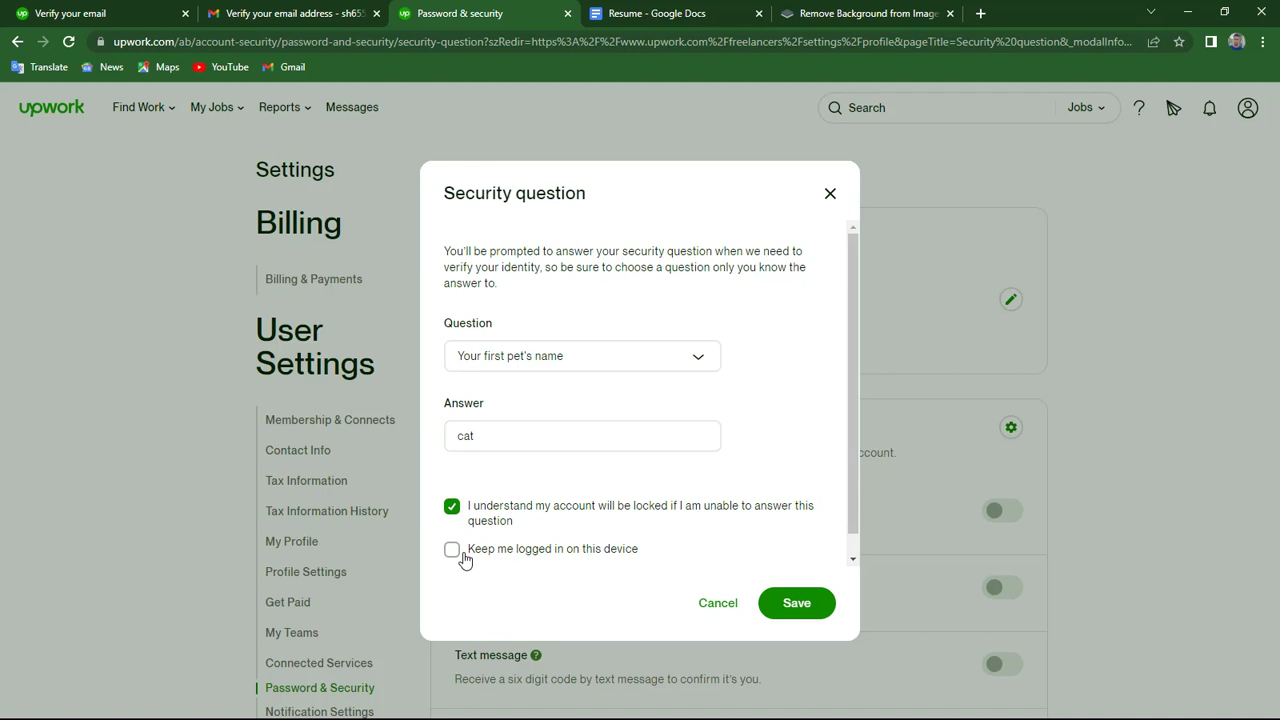 Verify your email
Verify your email address - sh655
Password & security
Resume - Google Docs
Remove Background from Image
upwork.com/ab/account-security/password-and-security/security-question?szRedir=https%3A%2F%2Fwww.upwork.com%2Ffreelancers%2Fsettings%2Fprofile&pageTitle=Security%20question&_modalInfo...
Translate
News
Maps
YouTube
Gmail
upwork
Find Work
My Jobs
Reports
Messages
Search
Jobs
Settings
Billing
Billing & Payments
User
Settings
Membership & Connects
Contact Info
Tax Information
Tax Information History
My Profile
Profile Settings
Get Paid
My Teams
Connected Services
Password & Security
Notification Settings
Security question
You'll be prompted to answer your security question when we need to
verify your identity, so be sure to choose a question only you know the
answer to.
Question
Your first pet's name
Answer
cat
I understand my account will be locked if I am unable to answer this
question
Keep me logged in on this device
Cancel
Save
ccount.
Text message
Receive a six digit code by text message to confirm it's you.